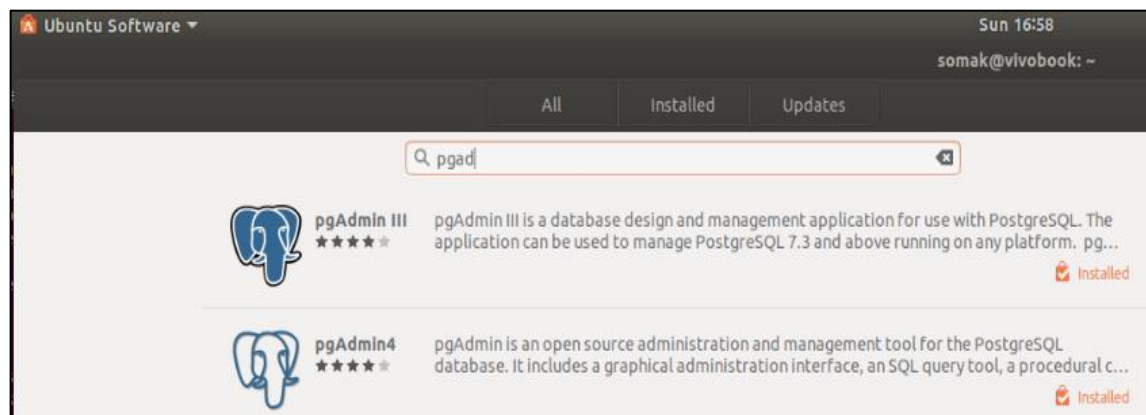 Ubuntu Software
Sun 16:58
somak@vivobook: ~
All Installed Updates
pgad
pgAdmin III
pgAdmin III is a database design and management application for use with PostgreSQL. The
application can be used to manage PostgreSQL 7.3 and above running on any platform. pg...
Installed
pgAdmin4
pgAdmin is an open source administration and management tool for the PostgreSQL
database. It includes a graphical administration interface, an SQL query tool, a procedural c...
Installed